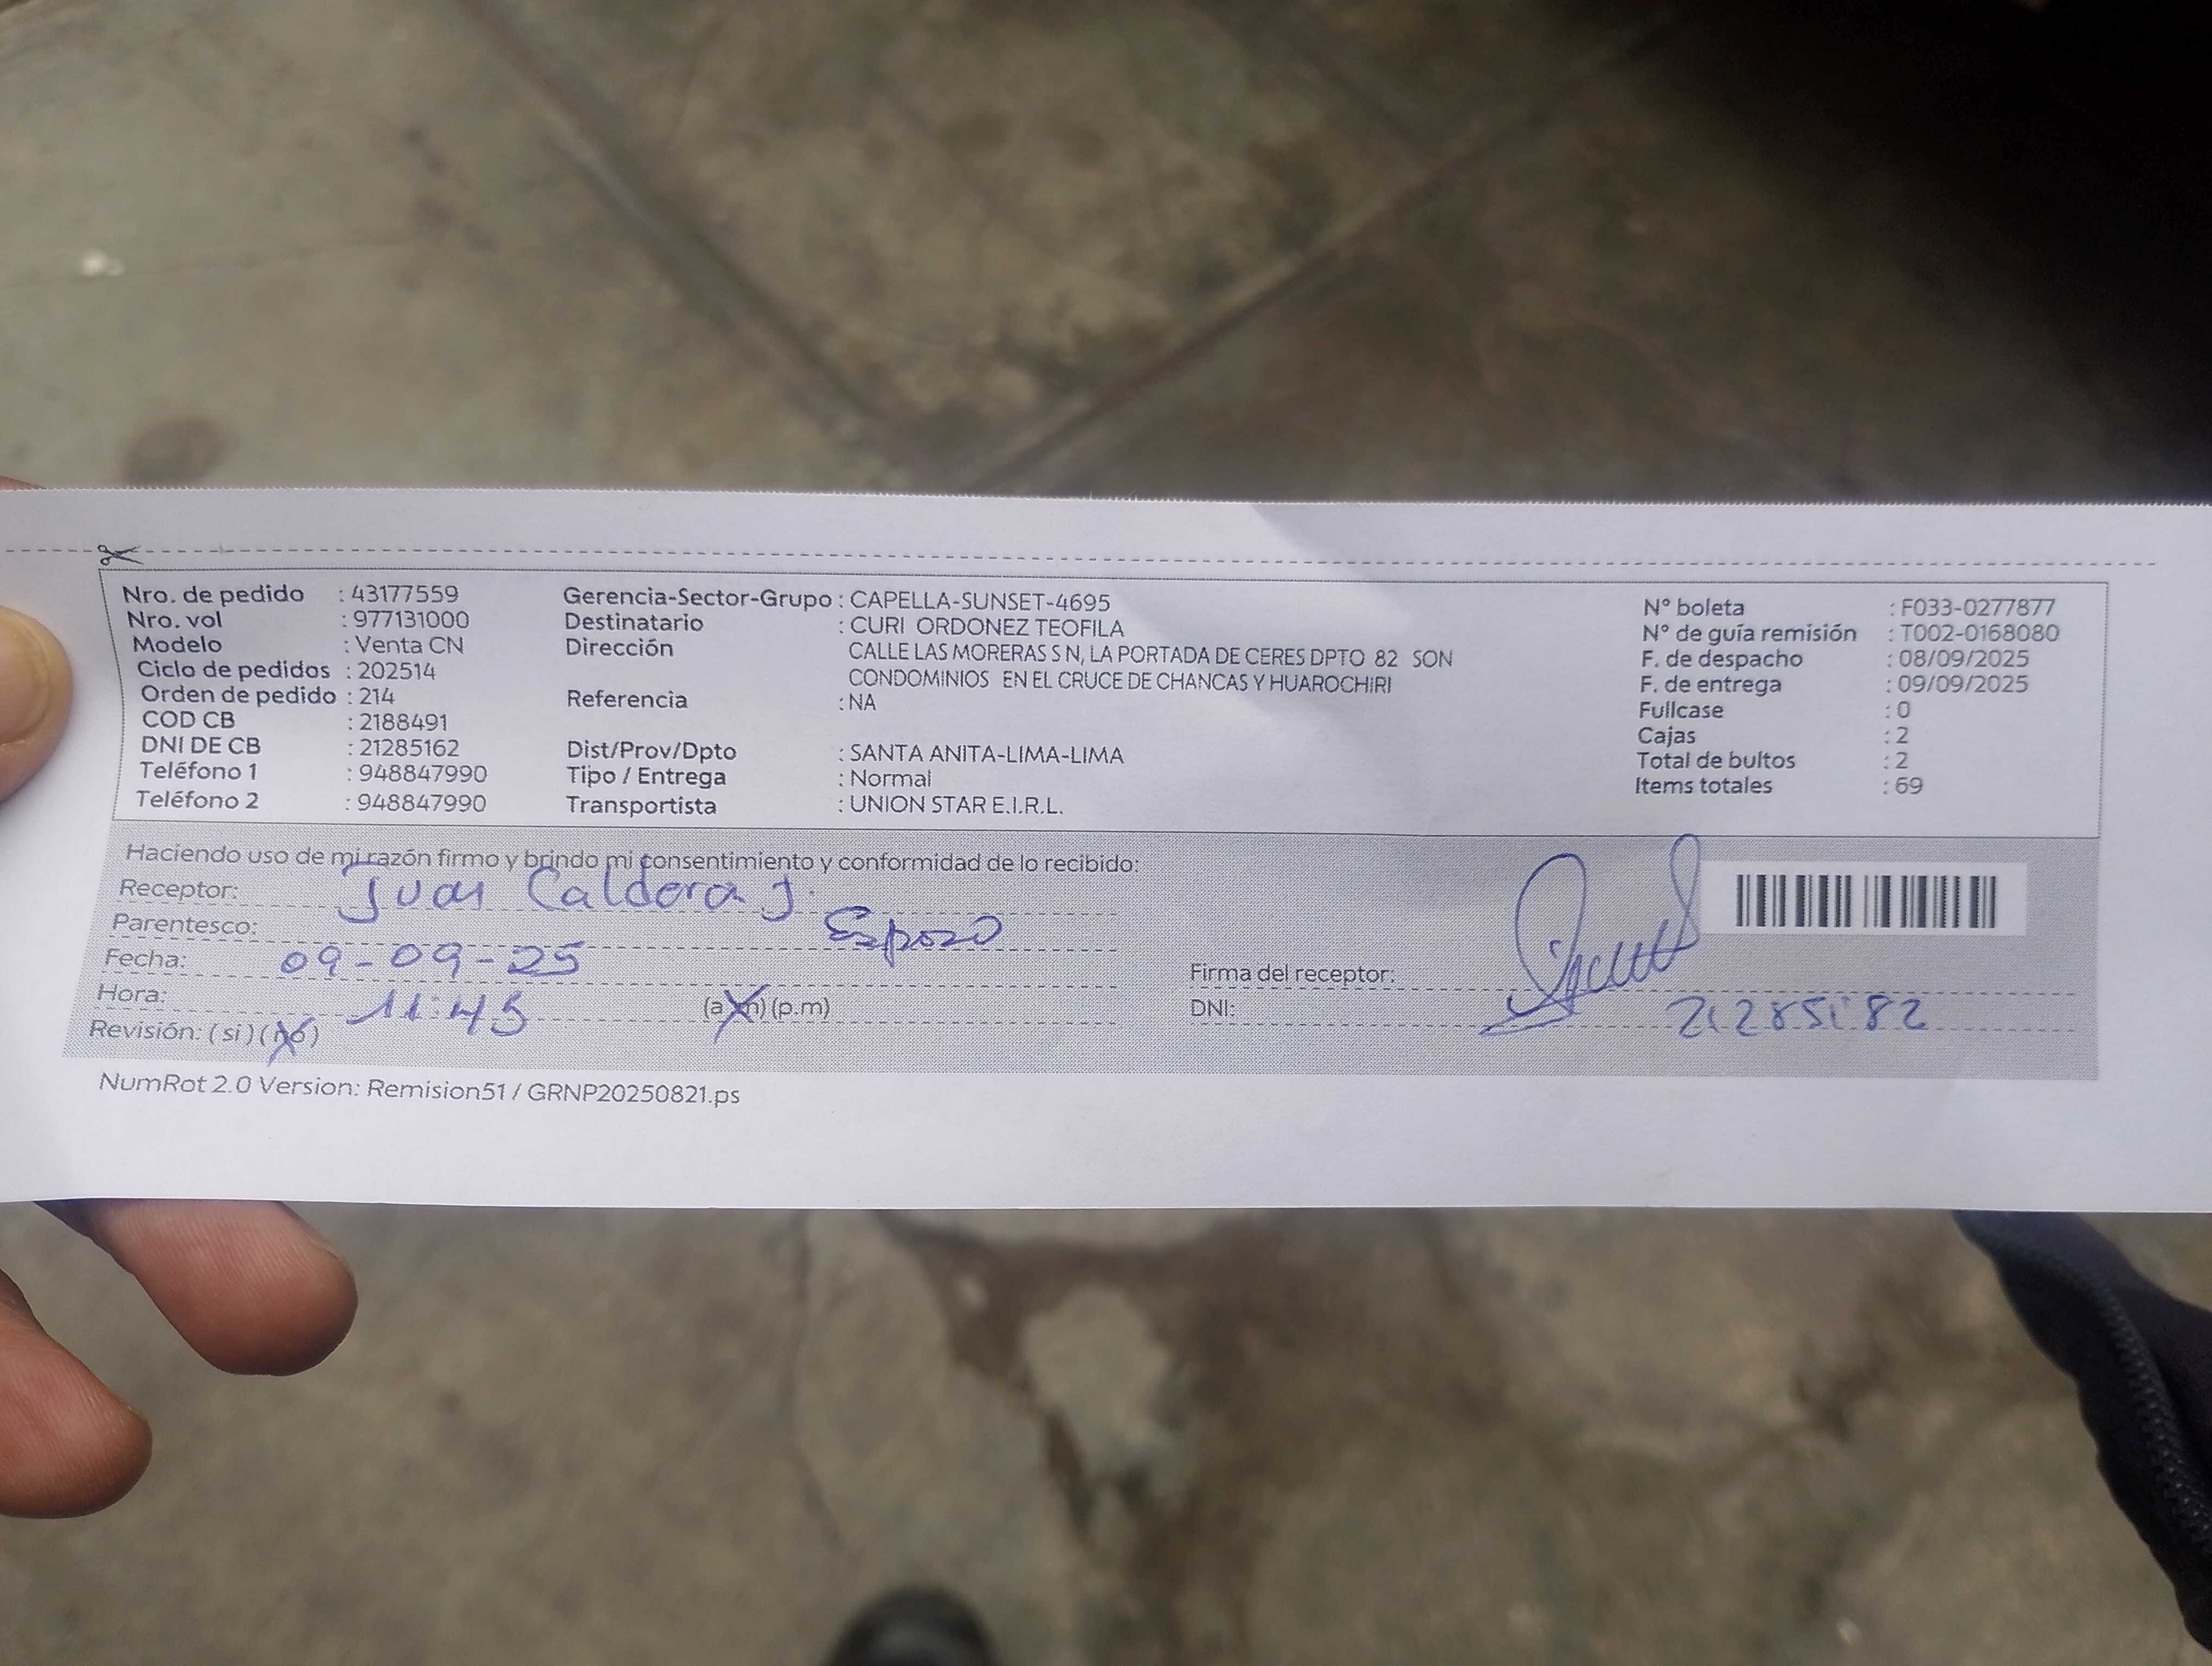 Nro. de pedido : 43177559
Nro. vol : 977131000
Modelo : Venta CN
Ciclo de pedidos : 202514
Orden de pedido : 214
COD CB : 2188491
DNI DE CB : 21285162
Teléfono 1 : 948847990
Teléfono 2 : 948847990
Gerencia-Sector-Grupo : CAPELLA-SUNSET-4695
Destinatario : CURI ORDONEZ TEOFILA
Dirección CALLE LAS MORERAS S N, LA PORTADA DE CERES DPTO 82 SON
CONDOMINIOS EN EL CRUCE DE CHANCAS Y HUAROCHIRI
Referencia : NA
Dist/Prov/Dpto : SANTA ANITA-LIMA-LIMA
Tipo / Entrega : Normal
Transportista : UNION STAR E.I.R.L.
N° boleta : F033-0277877
N° de guía remisión : T002-0168080
F. de despacho : 08/09/2025
F. de entrega : 09/09/2025
Fullcase : 0
Cajas : 2
Total de bultos : 2
Items totales : 69
Haciendo uso de mi razón firmo y brindo mi consentimiento y conformidad de lo recibido:
Receptor: Juan Caldera J.
Parentesco: Esposo
Fecha: 09-09-25
Hora: 11:45 (a.m) (p.m)
Revisión: (si) (no)
Firma del receptor:
DNI: 21285182
NumRot 2.0 Version: Remision51 / GRNP20250821.ps